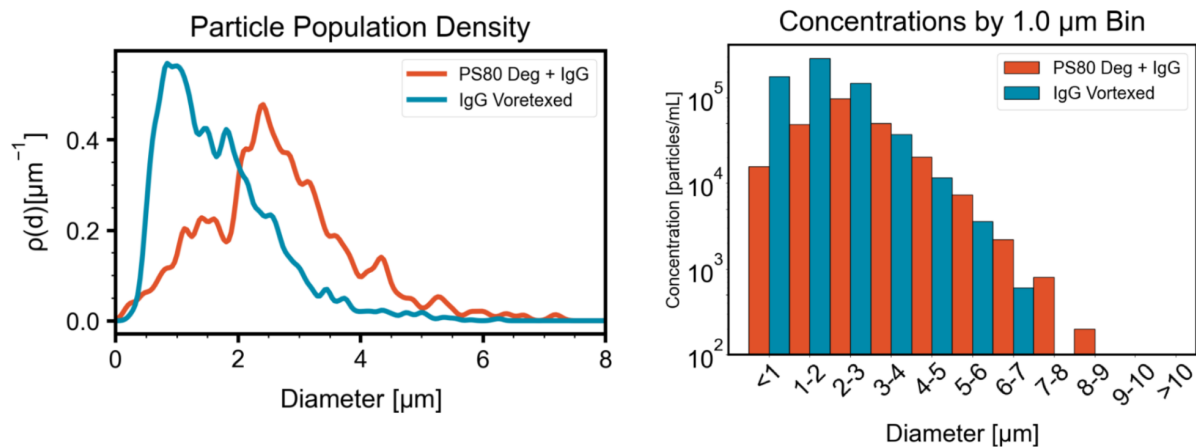 Particle Population Density
PS80 Deg + IgG
IgG Voretexed
ρ(d)[μm⁻¹]
0.4
0.2
0.0
0 2 4 6 8
Diameter [μm]
Concentrations by 1.0 μm Bin
PS80 Deg + IgG
IgG Vortexed
Concentration [particles/mL]
10⁵
10⁴
10³
10²
<1 1-2 2-3 3-4 4-5 5-6 6-7 7-8 8-9 9-10 >10
Diameter [μm]